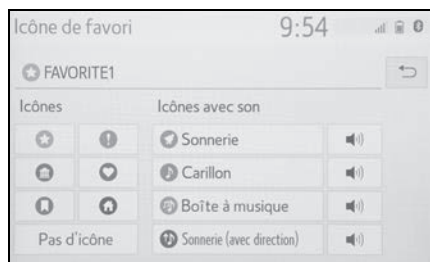 Icône de favori 9:54
FAVORITE1
Icônes Icônes avec son
Sonnerie
Carillon
Boîte à musique
Pas d'icône Sonnerie (avec direction)